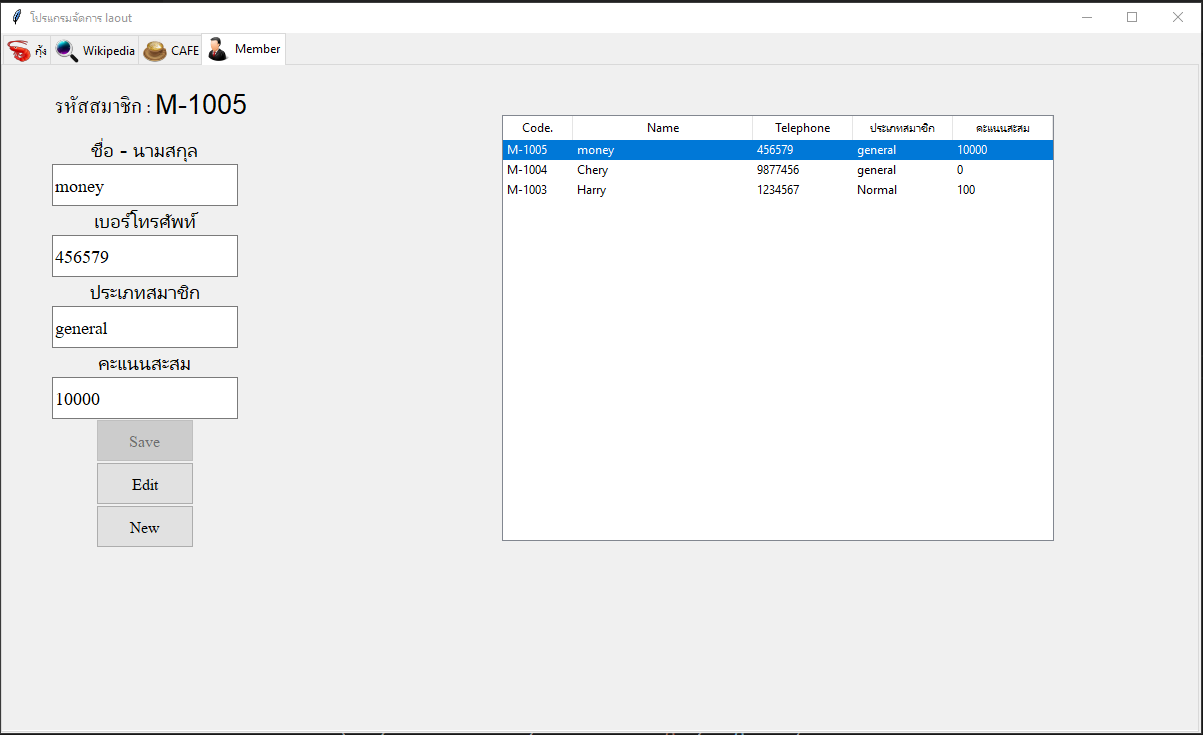 โปรแกรมจัดการ laout
กุ้ง Wikipedia CAFE Member
รหัสสมาชิก : M-1005
ชื่อ - นามสกุล
money
เบอร์โทรศัพท์
456579
ประเภทสมาชิก
general
คะแนนสะสม
10000
Save
Edit
New
Code. Name Telephone ประเภทสมาชิก คะแนนสะสม
M-1005 money 456579 general 10000
M-1004 Chery 9877456 general 0
M-1003 Harry 1234567 Normal 100